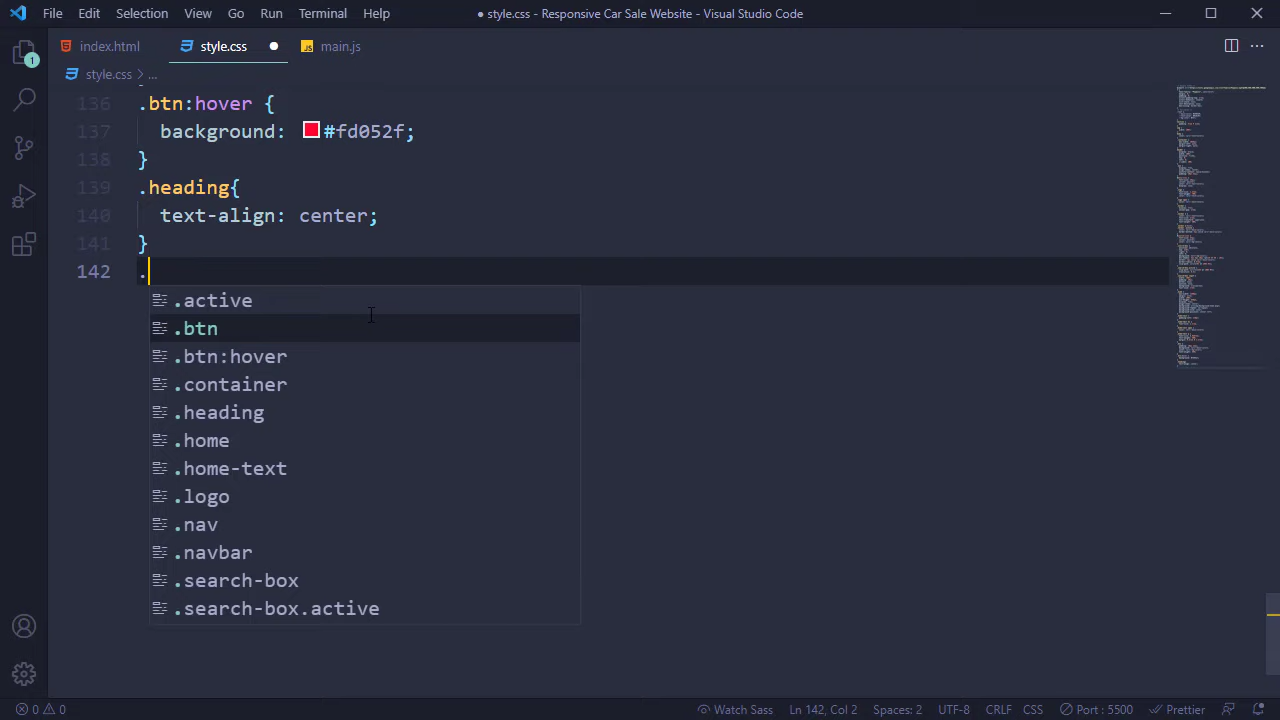 File Edit Selection View Go Run Terminal Help
● style.css - Responsive Car Sale Website - Visual Studio Code
index.html style.css JS main.js
style.css > ...
1
136 .btn:hover {
137 background: #fd052f;
138 }
139 .heading{
140 text-align: center;
141 }
142 .
.active
.btn
.btn:hover
.container
.heading
.home
.home-text
.logo
.nav
.navbar
.search-box
.search-box.active
0 0 Watch Sass Ln 142, Col 2 Spaces: 2 UTF-8 CRLF CSS Port : 5500 Prettier